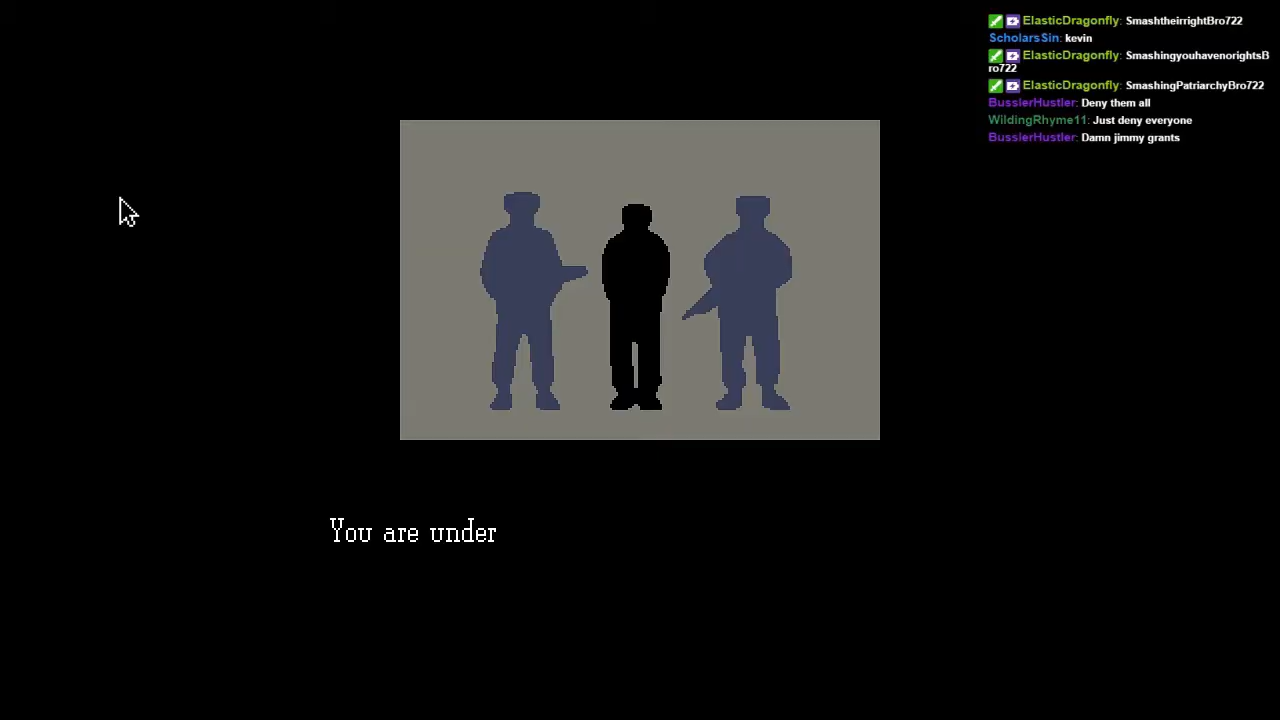 ElasticDragonfly: SmashtheirrightBro722
ScholarsSin: kevin
ElasticDragonfly: SmashingyouhavenorightsB
ro722
ElasticDragonfly: SmashingPatriarchyBro722
BusslerHustler: Deny them all
WildingRhyme11: Just deny everyone
BusslerHustler: Damn jimmy grants
You are under